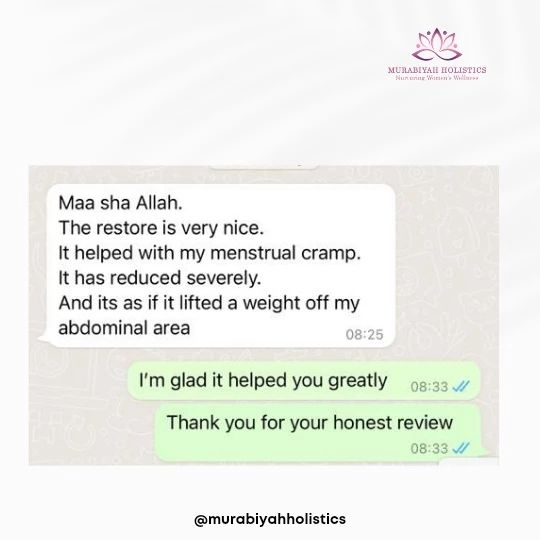 MURABIYAH HOLISTICS
Nurturing Women's Wellness
Maa sha Allah.
The restore is very nice.
It helped with my menstrual cramp.
It has reduced severely.
And its as if it lifted a weight off my
abdominal area
08:25
I'm glad it helped you greatly 08:33
Thank you for your honest review
08:33
@murabiyahholistics